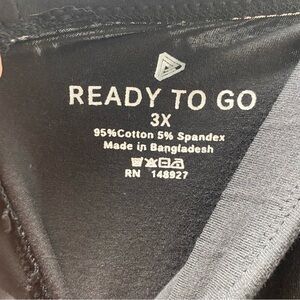 READY TO GO
3X
95%Cotton 5% Spandex
Made in Bangladesh
RN 148927